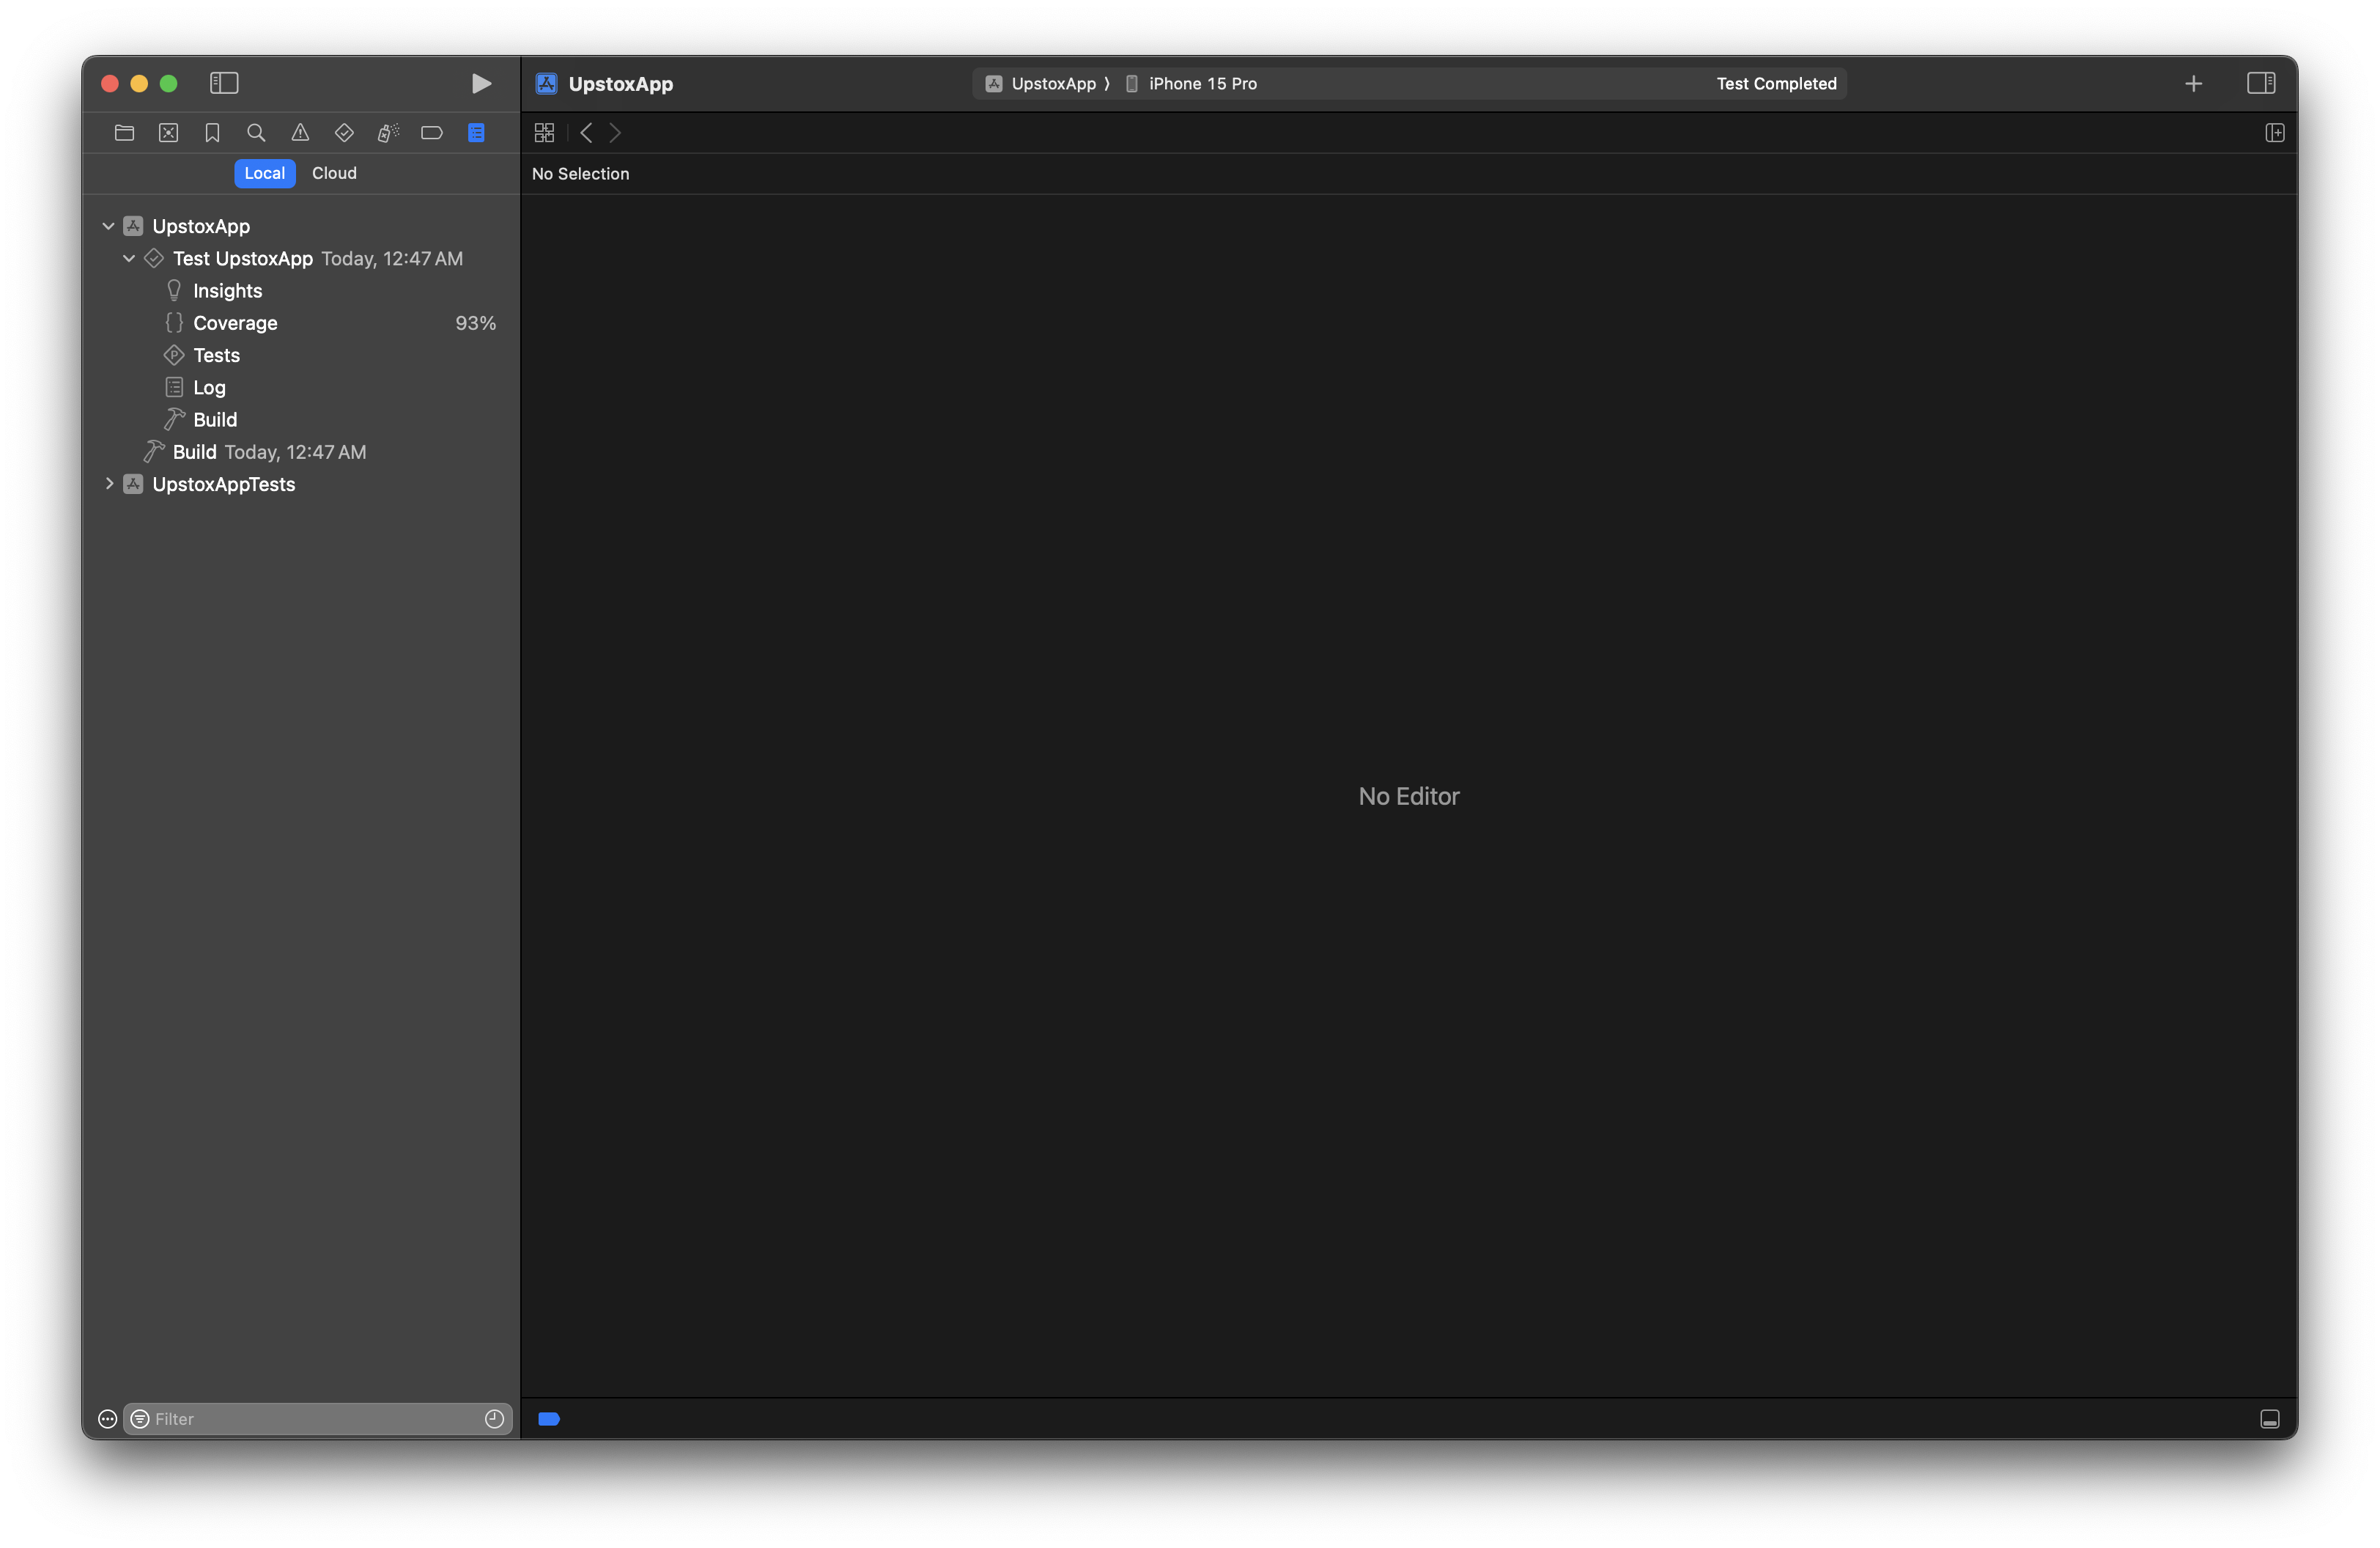 UpstoxApp
UpstoxApp ⟩ iPhone 15 Pro
Test Completed
Local Cloud
No Selection
UpstoxApp
Test UpstoxApp Today, 12:47 AM
Insights
Coverage 93%
Tests
Log
Build
Build Today, 12:47 AM
UpstoxAppTests
No Editor
Filter